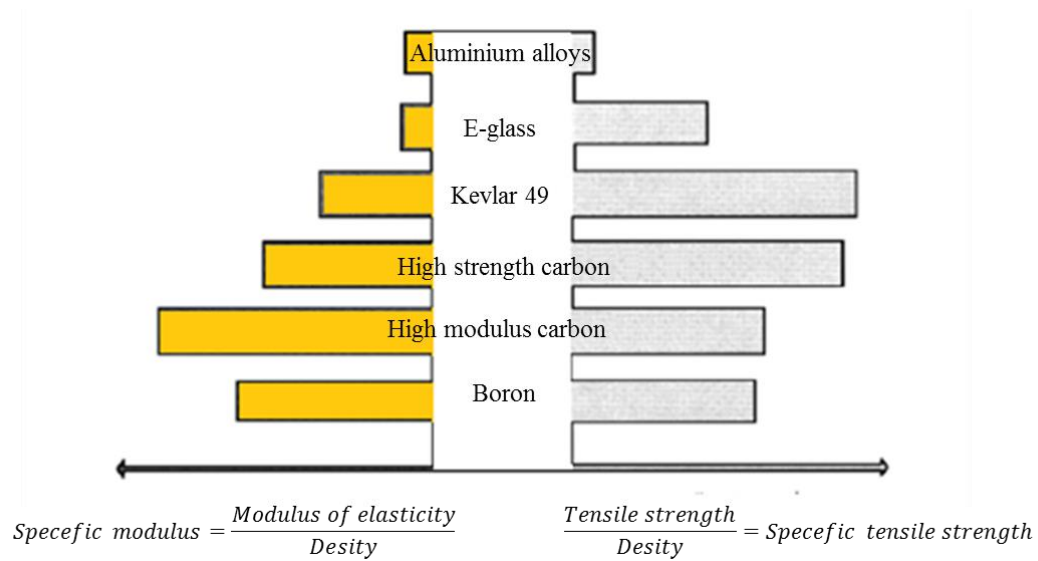 Aluminium alloys
E-glass
Kevlar 49
High strength carbon
High modulus carbon
Boron
Specefic modulus = Modulus of elasticity / Desity
Tensile strength / Desity = Specefic tensile strength